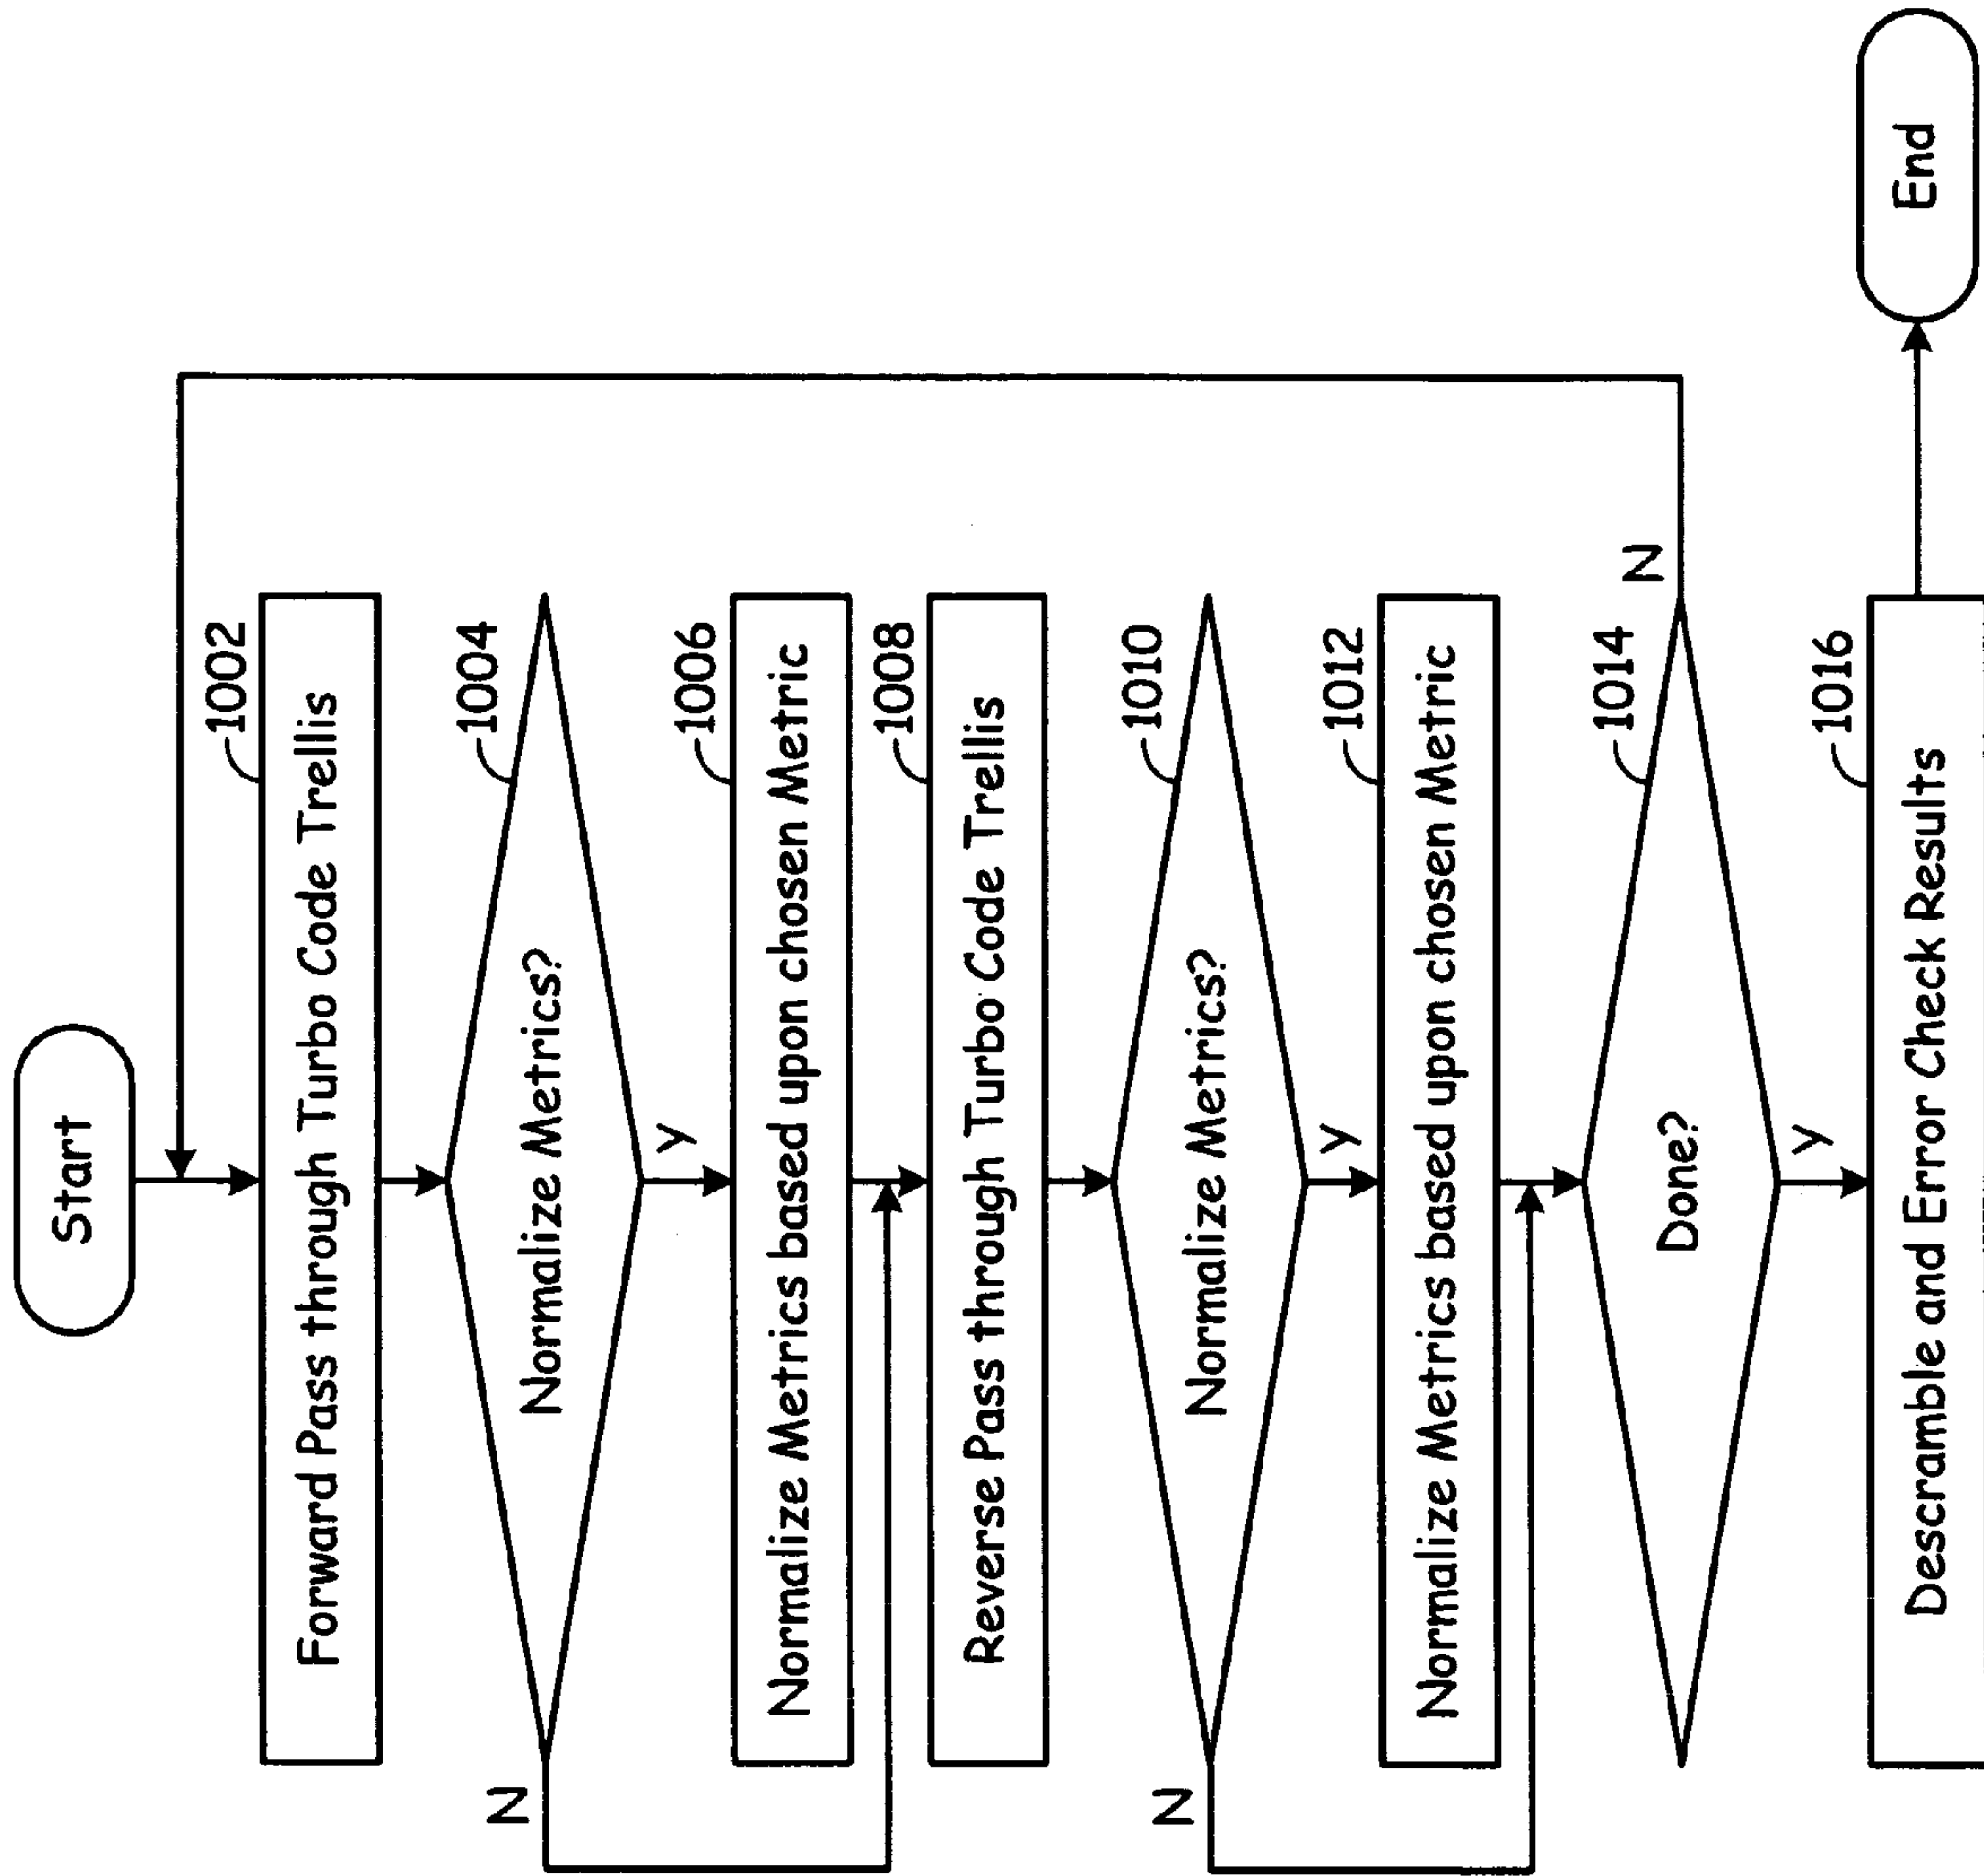 Start
1002
Forward Pass through Turbo Code Trellis
1004
Normalize Metrics?
N
Y
1006
Normalize Metrics based upon chosen Metric
1008
Reverse Pass through Turbo Code Trellis
1010
Normalize Metrics?
N
Y
1012
Normalize Metrics based upon chosen Metric
1014
Done?
N
Y
1016
Descramble and Error Check Results
End